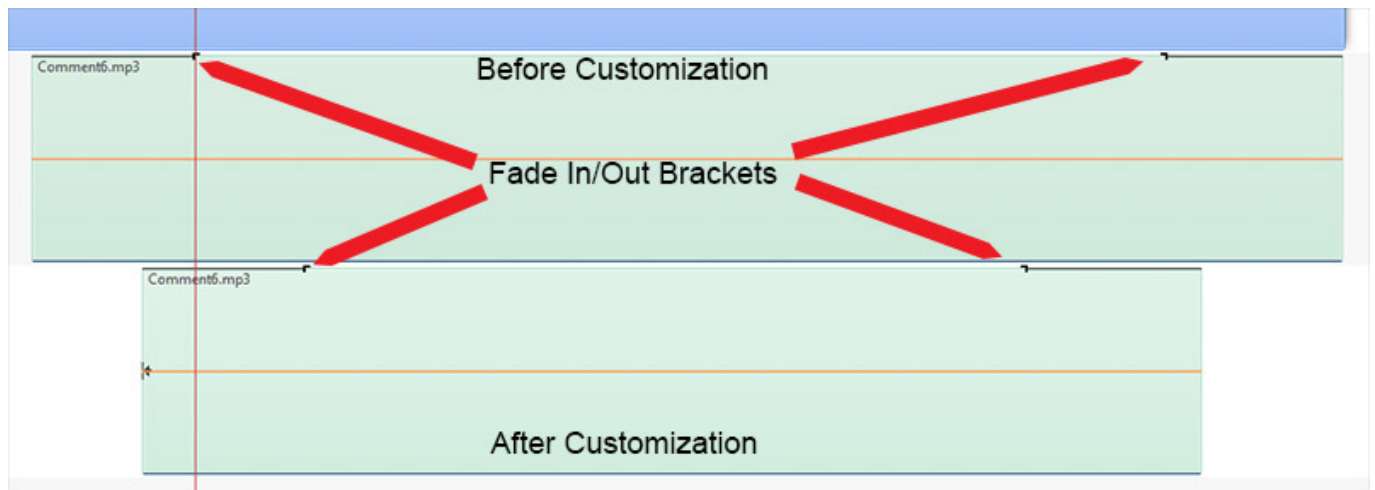 Comment6.mp3
Before Customization
Fade In/Out Brackets
Comment6.mp3
After Customization